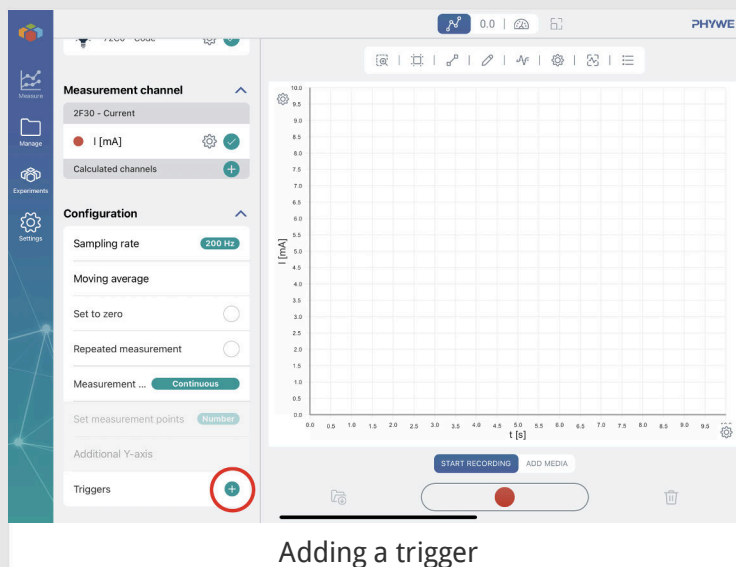 0.0
PHYWE
Measure
Manage
Experiments
Settings
Measurement channel
2F30 - Current
I [mA]
Calculated channels
Configuration
Sampling rate 200 Hz
Moving average
Set to zero
Repeated measurement
Measurement ... Continuous
Set measurement points Number
Additional Y-axis
Triggers
I [mA]
10.0
9.5
9.0
8.5
8.0
7.5
7.0
6.5
6.0
5.5
5.0
4.5
4.0
3.5
3.0
2.5
2.0
1.5
1.0
0.5
0.0
0.0 0.5 1.0 1.5 2.0 2.5 3.0 3.5 4.0 4.5 5.0 5.5 6.0 6.5 7.0 7.5 8.0 8.5 9.0 9.5
t [s]
START RECORDING ADD MEDIA
Adding a trigger